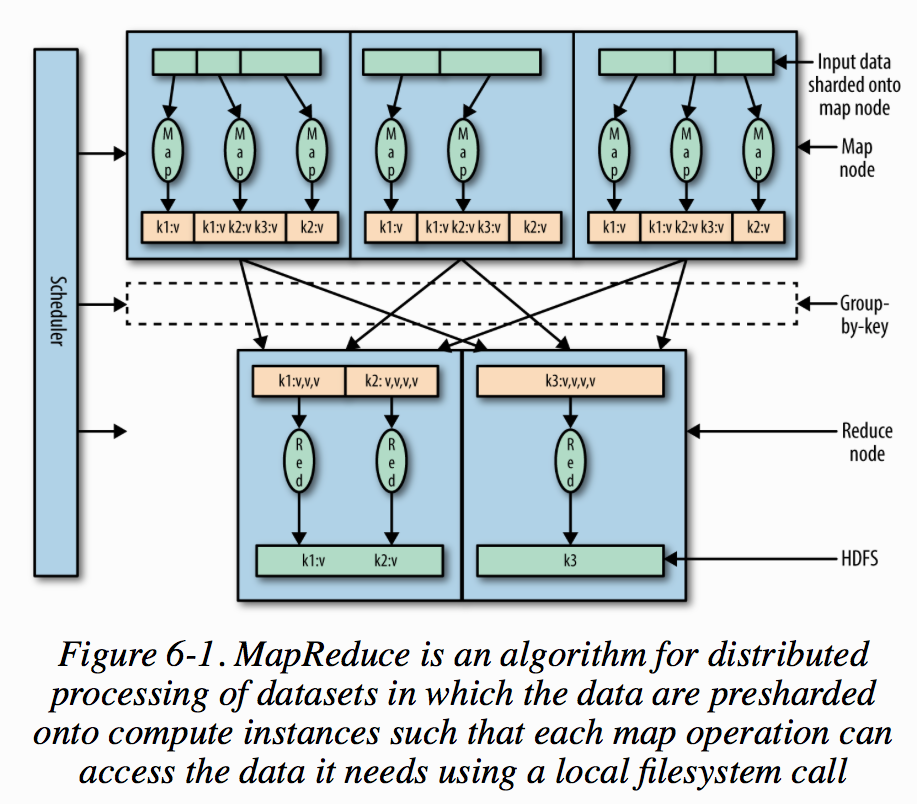 Input data
sharded onto
map node
Map Map Map Map Map Map Map Map
Map
node
k1:v k1:v k2:v k3:v k2:v k1:v k1:v k2:v k3:v k2:v k1:v k1:v k2:v k3:v k2:v
Scheduler
Group-
by-key
k1:v,v,v k2: v,v,v,v k3:v,v,v,v
Red Red Red
Reduce
node
k1:v k2:v k3
HDFS
Figure 6-1. MapReduce is an algorithm for distributed
processing of datasets in which the data are presharded
onto compute instances such that each map operation can
access the data it needs using a local filesystem call